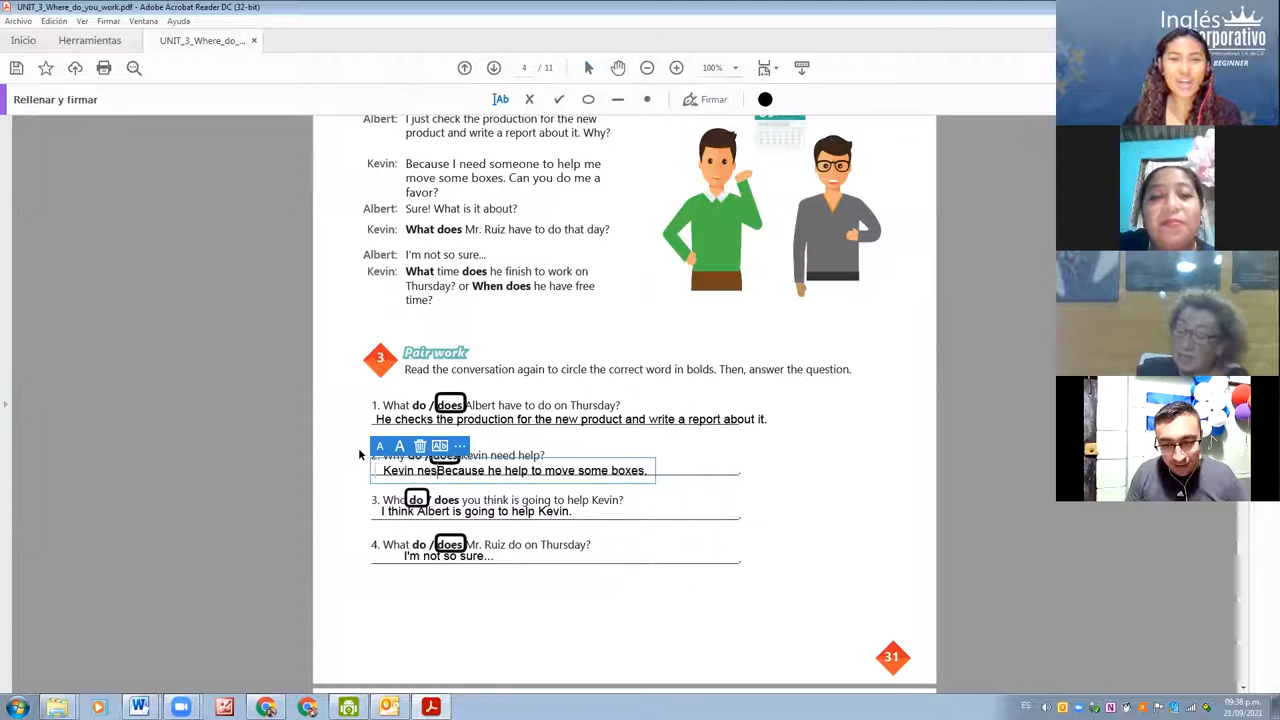 UNIT_3_Where_do_you_work.pdf - Adobe Acrobat Reader DC (32-bit)
Archivo Edición Ver Firmar Ventana Ayuda
Inicio Herramientas UNIT_3_Where_do_... ×
11 100%
Rellenar y firmar Ab Firmar
Albert: I just check the production for the new
product and write a report about it. Why?
Kevin: Because I need someone to help me
move some boxes. Can you do me a
favor?
Albert: Sure! What is it about?
Kevin: What does Mr. Ruiz have to do that day?
Albert: I'm not so sure...
Kevin: What time does he finish to work on
Thursday? or When does he have free
time?
3 Pair work
Read the conversation again to circle the correct word in bolds. Then, answer the question.
1. What do / does Albert have to do on Thursday?
He checks the production for the new product and write a report about it.
A A Ab ...
2. Why do / does Kevin need help?
Kevin nesBecause he help to move some boxes.
3. Who do / does you think is going to help Kevin?
I think Albert is going to help Kevin.
4. What do / does Mr. Ruiz do on Thursday?
I'm not so sure...
31
Inglés
BEGINNER
ES 09:38 p.m.
21/09/2021